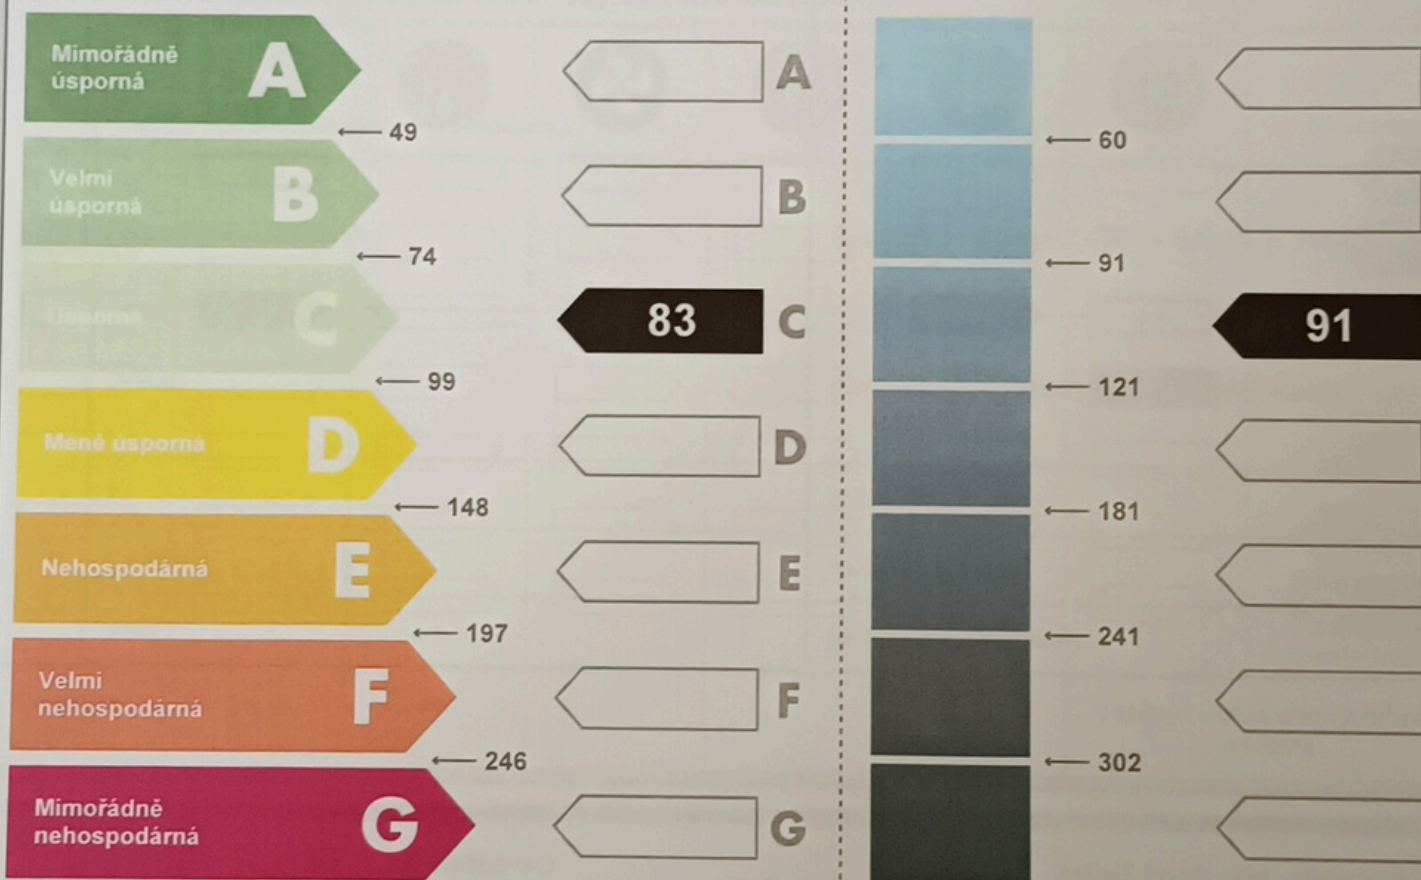 Mimořádně
úsporná
A
A
49
60
Velmi
úsporná
B
B
74
91
Úsporná
C
83
C
91
99
121
Méně úsporná
D
D
148
181
Nehospodárná
E
E
197
241
Velmi
nehospodárná
F
F
246
302
Mimořádně
nehospodárná
G
G